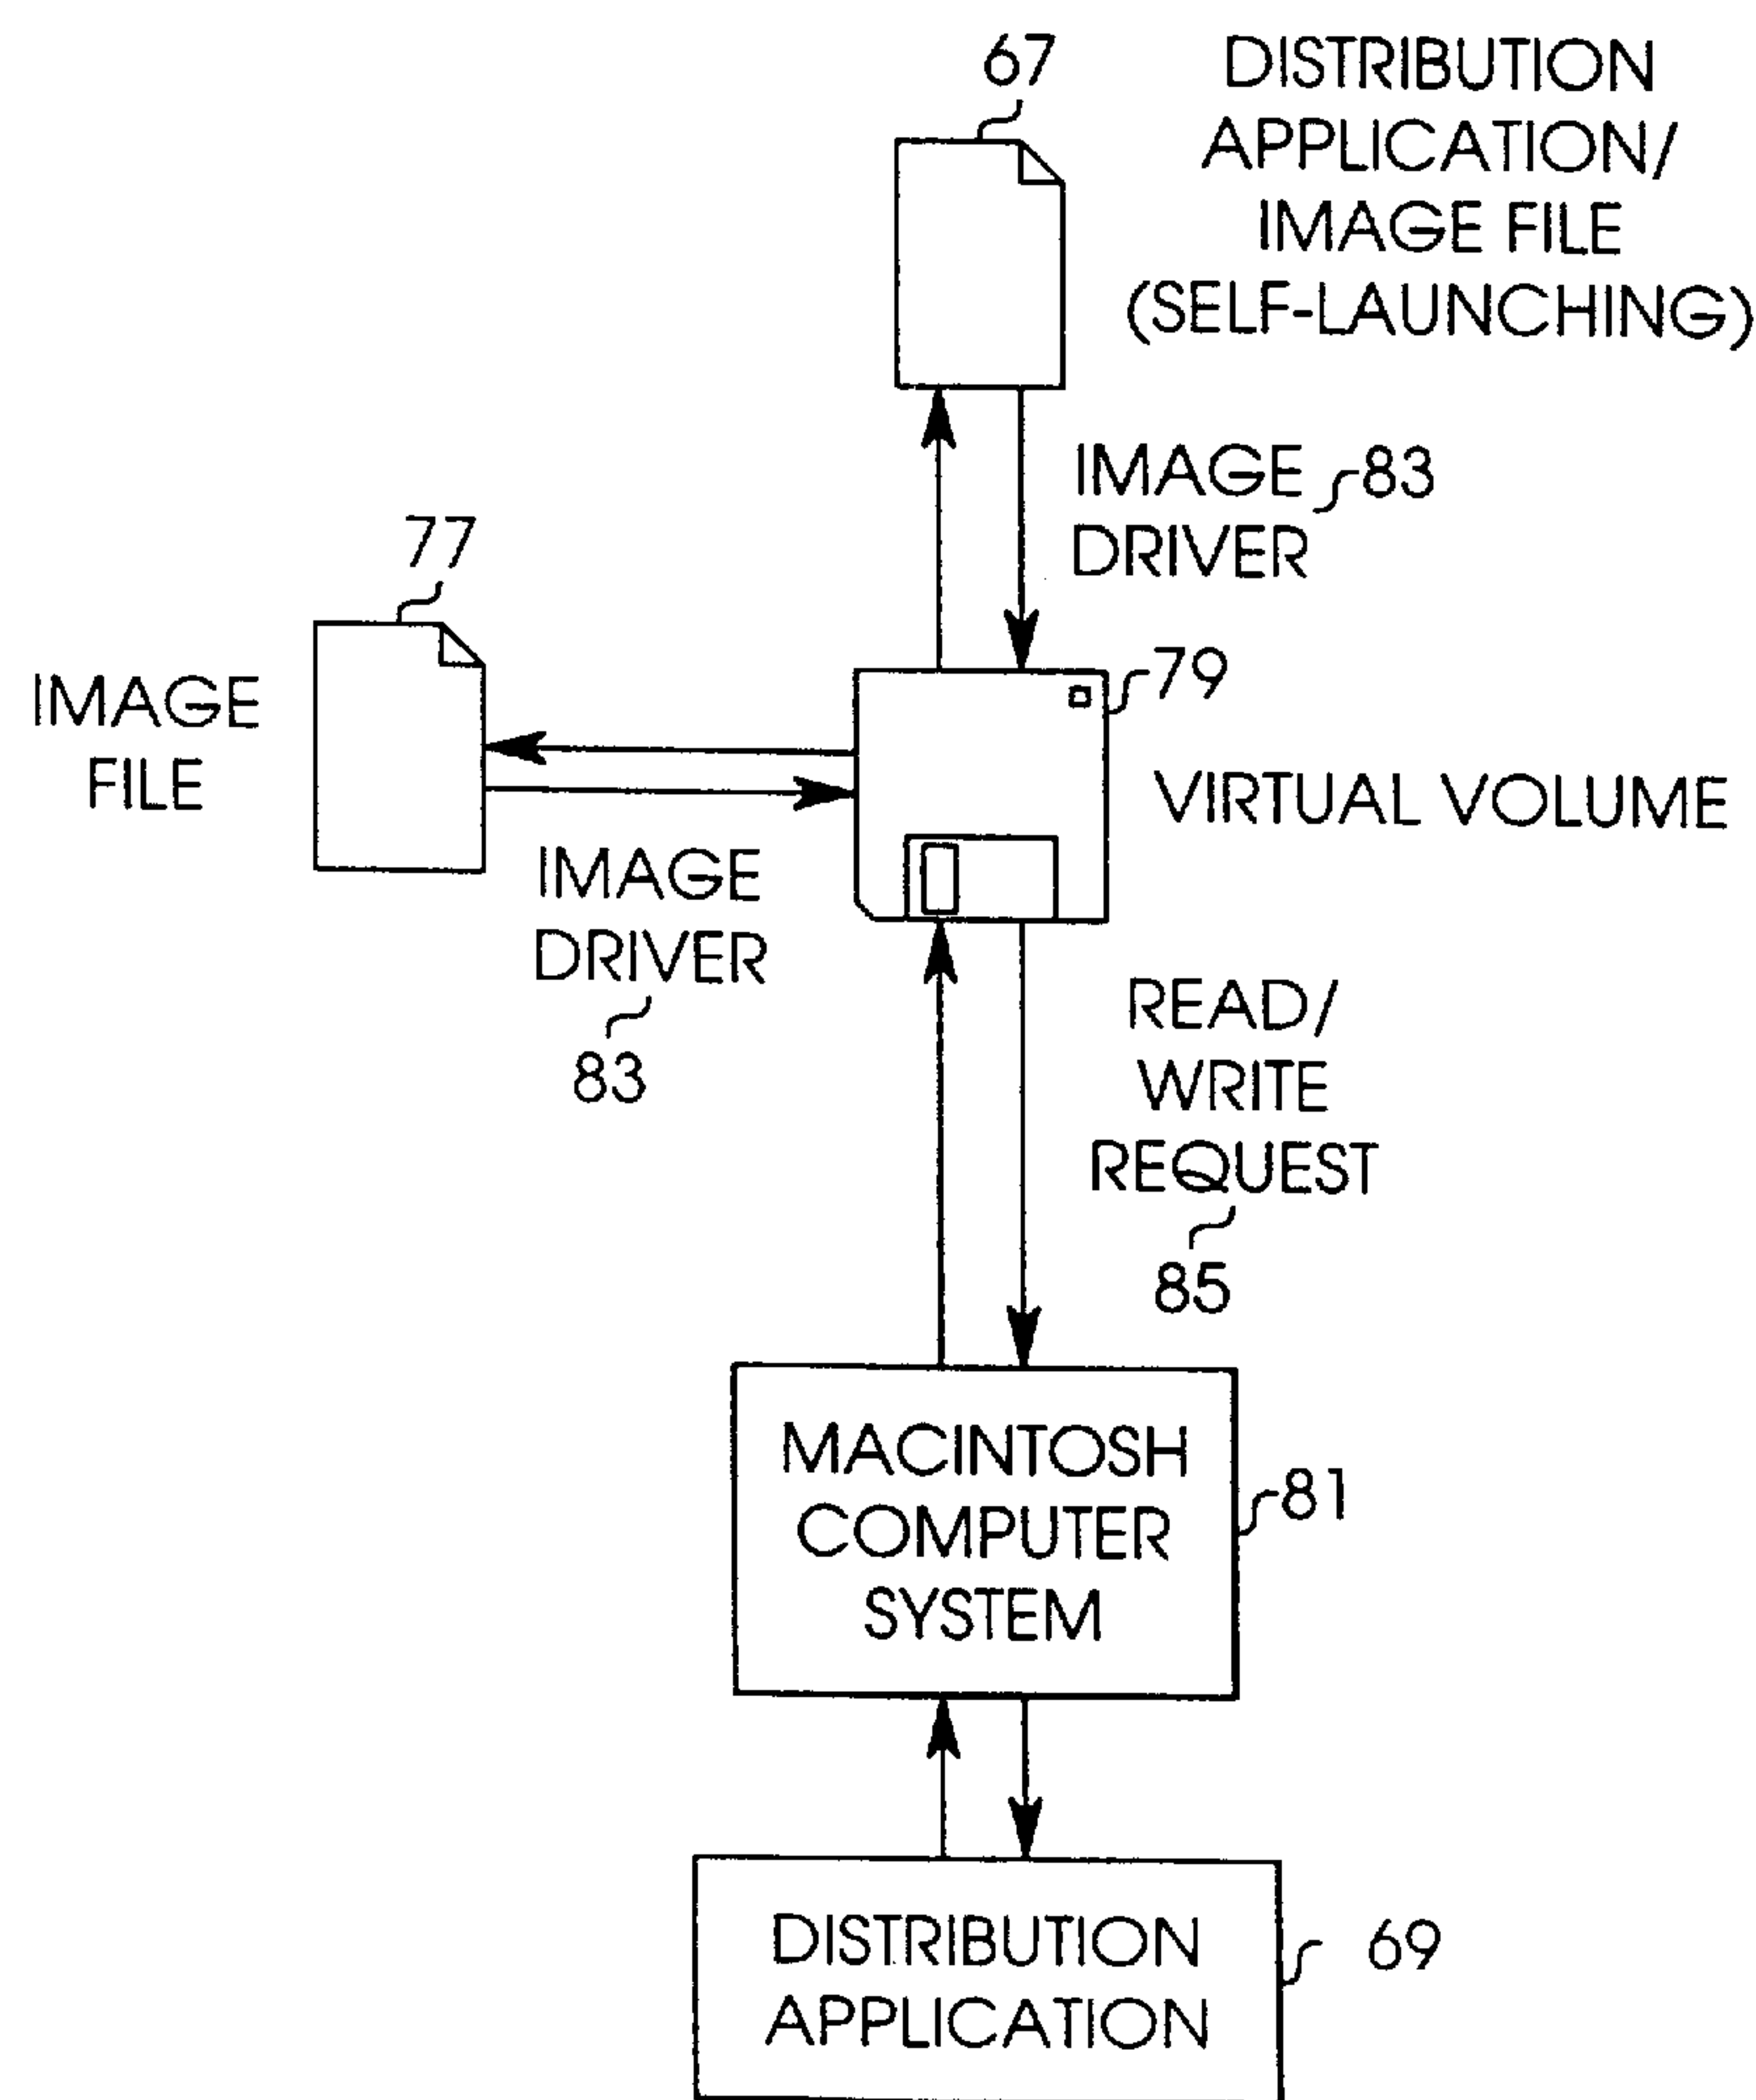 67
DISTRIBUTION
APPLICATION/
IMAGE FILE
(SELF-LAUNCHING)
IMAGE 83
DRIVER
77
IMAGE
FILE
79
VIRTUAL VOLUME
IMAGE
DRIVER
83
READ/
WRITE
REQUEST
85
MACINTOSH
COMPUTER
SYSTEM
81
DISTRIBUTION
APPLICATION
69